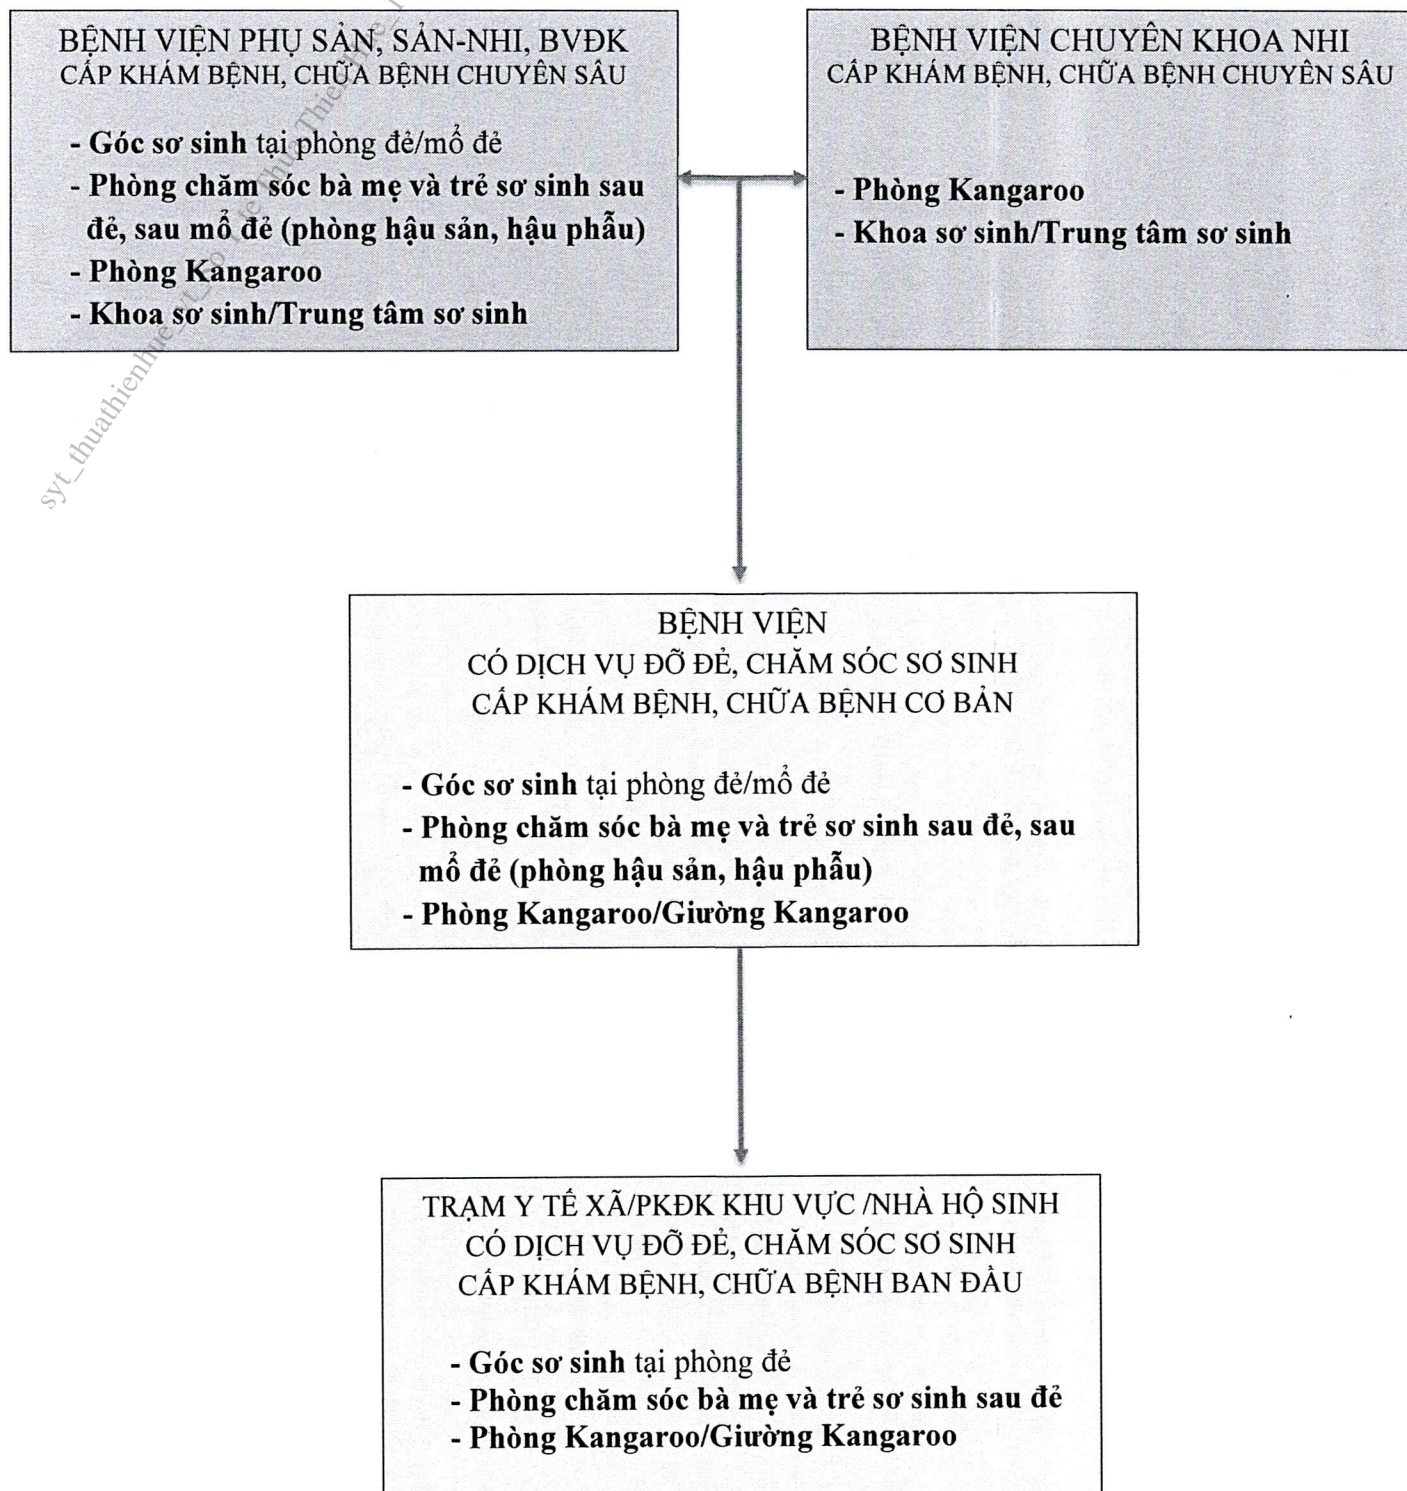 BỆNH VIỆN PHỤ SẢN, SẢN-NHI, BVĐK
CẤP KHÁM BỆNH, CHỮA BỆNH CHUYÊN SÂU
- Góc sơ sinh tại phòng đẻ/mổ đẻ
- Phòng chăm sóc bà mẹ và trẻ sơ sinh sau
đẻ, sau mổ đẻ (phòng hậu sản, hậu phẫu)
- Phòng Kangaroo
- Khoa sơ sinh/Trung tâm sơ sinh
BỆNH VIỆN CHUYÊN KHOA NHI
CẤP KHÁM BỆNH, CHỮA BỆNH CHUYÊN SÂU
- Phòng Kangaroo
- Khoa sơ sinh/Trung tâm sơ sinh
syt_thuathienhue
BỆNH VIỆN
CÓ DỊCH VỤ ĐỠ ĐẺ, CHĂM SÓC SƠ SINH
CẤP KHÁM BỆNH, CHỮA BỆNH CƠ BẢN
- Góc sơ sinh tại phòng đẻ/mổ đẻ
- Phòng chăm sóc bà mẹ và trẻ sơ sinh sau đẻ, sau
mổ đẻ (phòng hậu sản, hậu phẫu)
- Phòng Kangaroo/Giường Kangaroo
TRẠM Y TẾ XÃ/PKĐK KHU VỰC /NHÀ HỘ SINH
CÓ DỊCH VỤ ĐỠ ĐẺ, CHĂM SÓC SƠ SINH
CẤP KHÁM BỆNH, CHỮA BỆNH BAN ĐẦU
- Góc sơ sinh tại phòng đẻ
- Phòng chăm sóc bà mẹ và trẻ sơ sinh sau đẻ
- Phòng Kangaroo/Giường Kangaroo